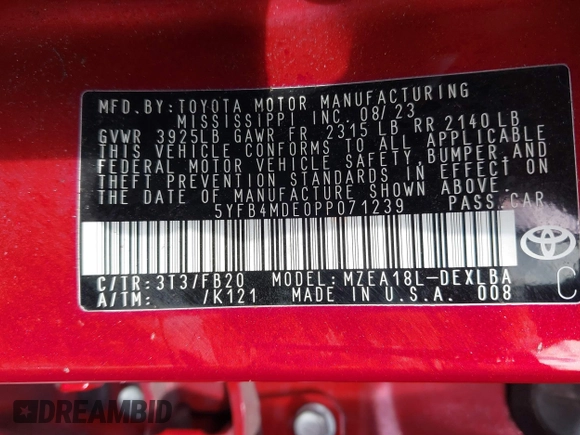 MFD.BY:TOYOTA MOTOR MANUFACTURING
MISSISSIPPI INC. 08/23
GVWR 3925LB GAWR FR 2315 LB RR 2140 LB
THIS VEHICLE CONFORMS TO ALL APPLICABLE
FEDERAL MOTOR VEHICLE SAFETY, BUMPER, AND
THEFT PREVENTION STANDARDS IN EFFECT ON
THE DATE OF MANUFACTURE SHOWN ABOVE.
5YFB4MDE0PP071239 PASS.CAR
C/TR:3T3/FB20 MODEL:MZEA18L-DEXLBA
A/TM: /K121 MADE IN U.S.A. 008 C
DREAMBID